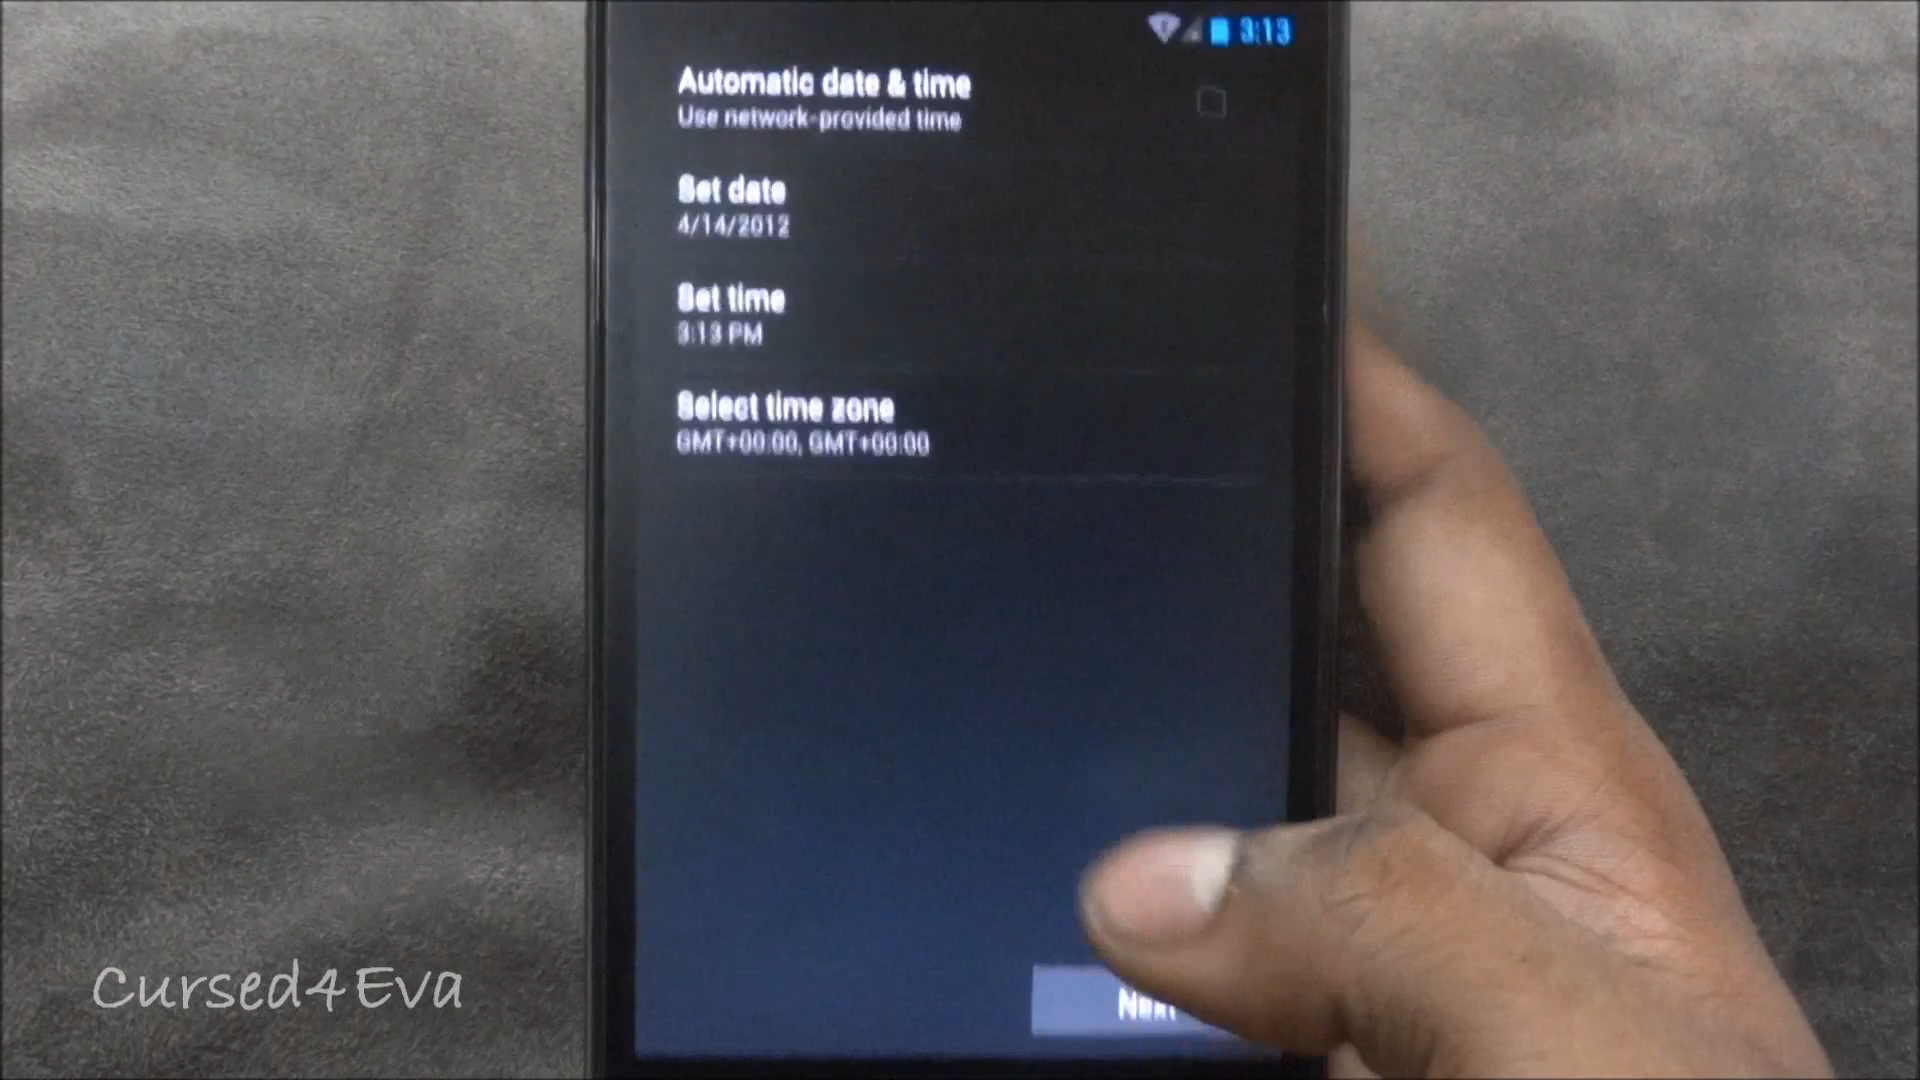 3:13
Automatic date & time
Use network-provided time
Set date
4/14/2012
Set time
3:13 PM
Select time zone
GMT+00:00, GMT+00:00
Next
Cursed4Eva